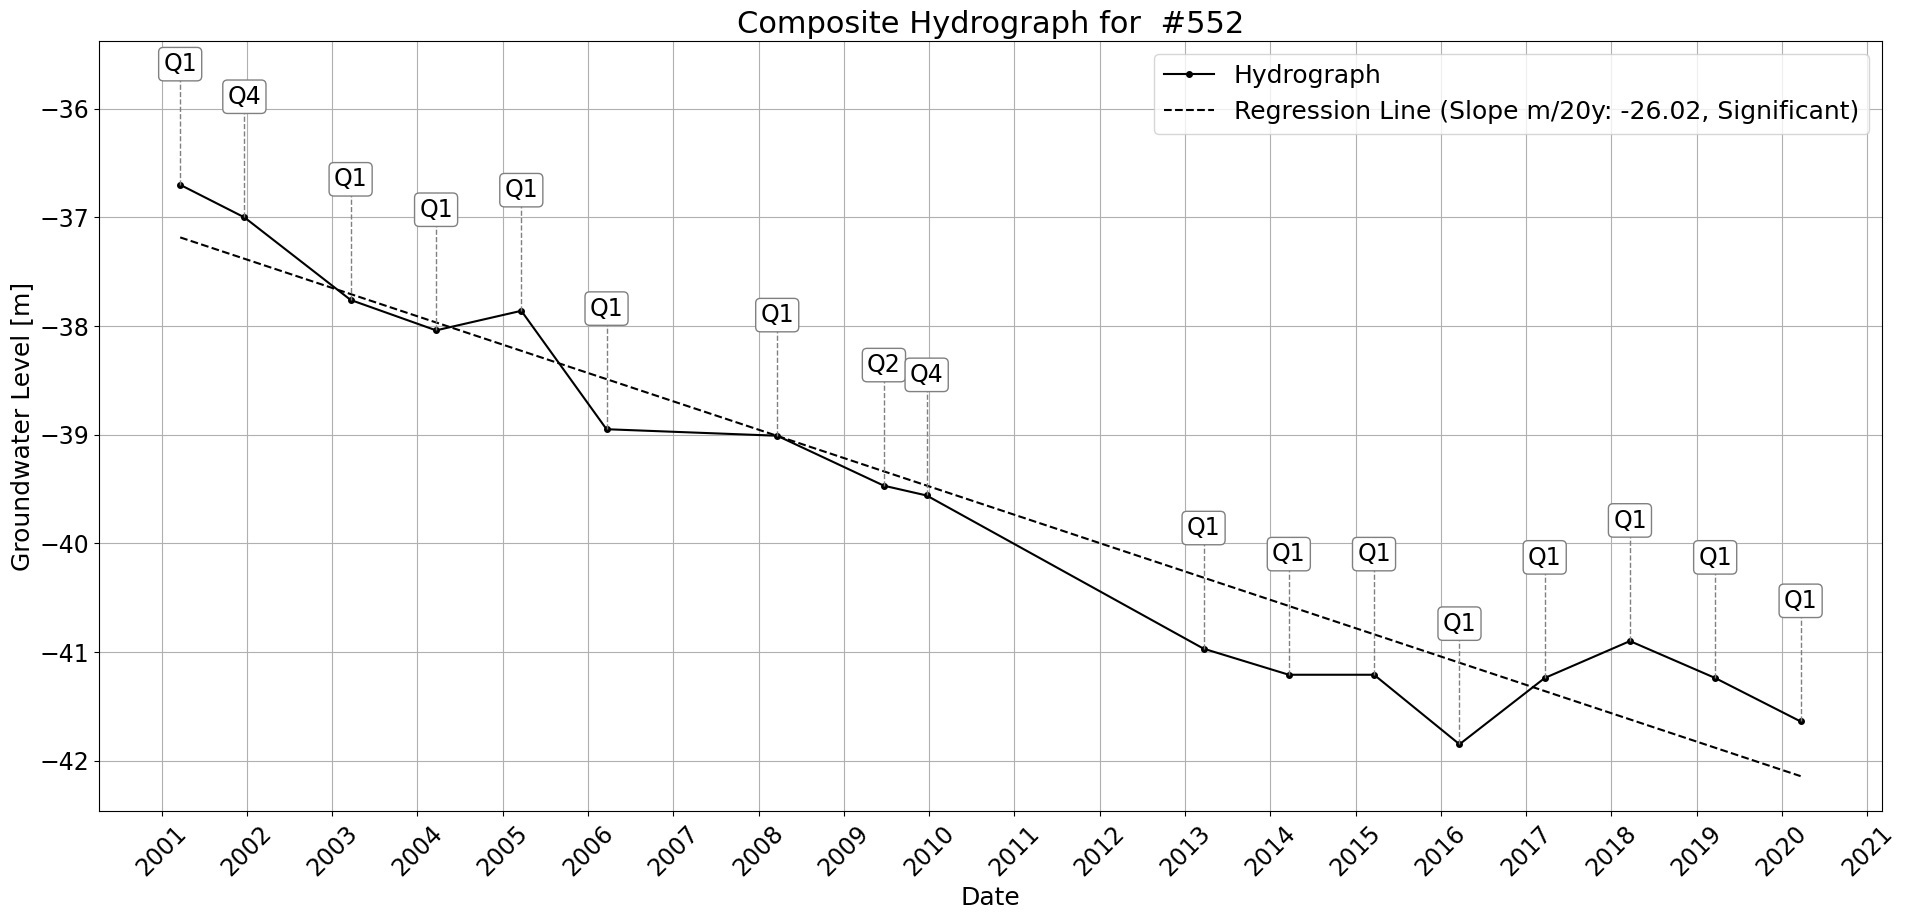 Composite Hydrograph for  #552
Hydrograph
Regression Line (Slope m/20y: -26.02, Significant)
Q1
Q4
Q1
Q1
Q1
Q1
Q1
Q2
Q4
Q1
Q1
Q1
Q1
Q1
Q1
Q1
Q1
Groundwater Level [m]
−36
−37
−38
−39
−40
−41
−42
2001
2002
2003
2004
2005
2006
2007
2008
2009
2010
2011
2012
2013
2014
2015
2016
2017
2018
2019
2020
2021
Date